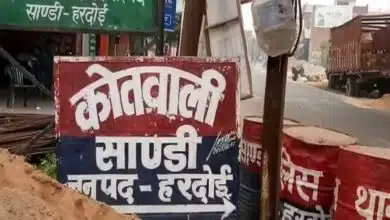 साण्डी-हरदोई
कोतवाली
साण्डी
जनपद-हरदोई
पुलिस
थाना